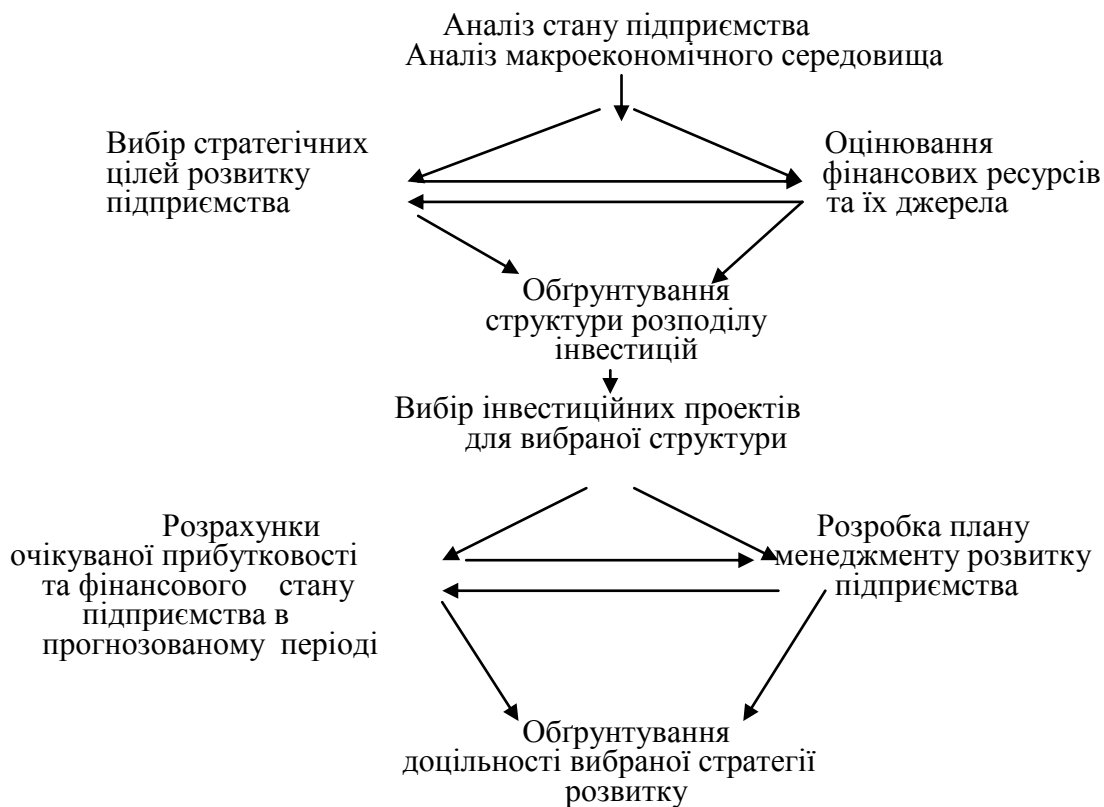 Аналіз стану підприємства
Аналіз макроекономічного середовища
Вибір стратегічних
цілей розвитку
підприємства
Оцінювання
фінансових ресурсів
та їх джерела
Обґрунтування
структури розподілу
інвестицій
Вибір інвестиційних проектів
для вибраної структури
Розрахунки
очікуваної прибутковості
та фінансового стану
підприємства в
прогнозованому періоді
Розробка плану
менеджменту розвитку
підприємства
Обґрунтування
доцільності вибраної стратегії
розвитку